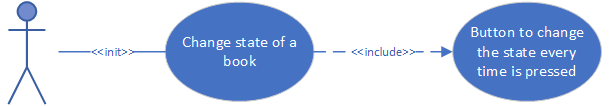 <<init>>
Change state of a
book
<<include>>
Button to change
the state every
time is pressed